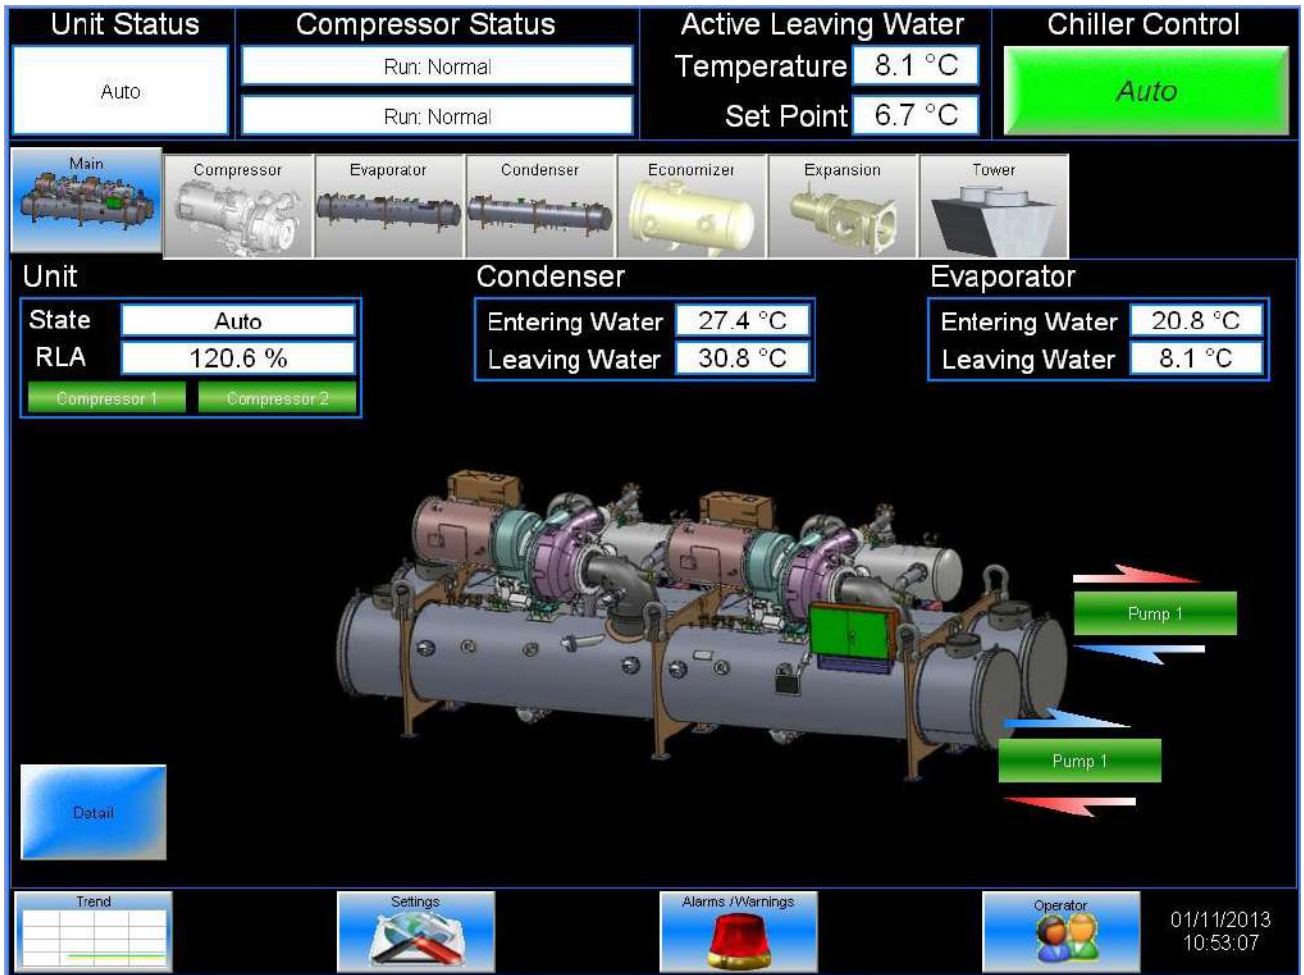 Unit Status
Compressor Status
Active Leaving Water
Chiller Control
Auto
Run: Normal
Run: Normal
Temperature 8.1 °C
Set Point 6.7 °C
Auto
Main
Compressor
Evaporator
Condenser
Economizer
Expansion
Tower
Unit
State Auto
RLA 120.6 %
Compressor 1
Compressor 2
Condenser
Entering Water 27.4 °C
Leaving Water 30.8 °C
Evaporator
Entering Water 20.8 °C
Leaving Water 8.1 °C
Pump 1
Pump 1
Detail
Trend
Settings
Alarms /Warnings
Operator
01/11/2013
10:53:07